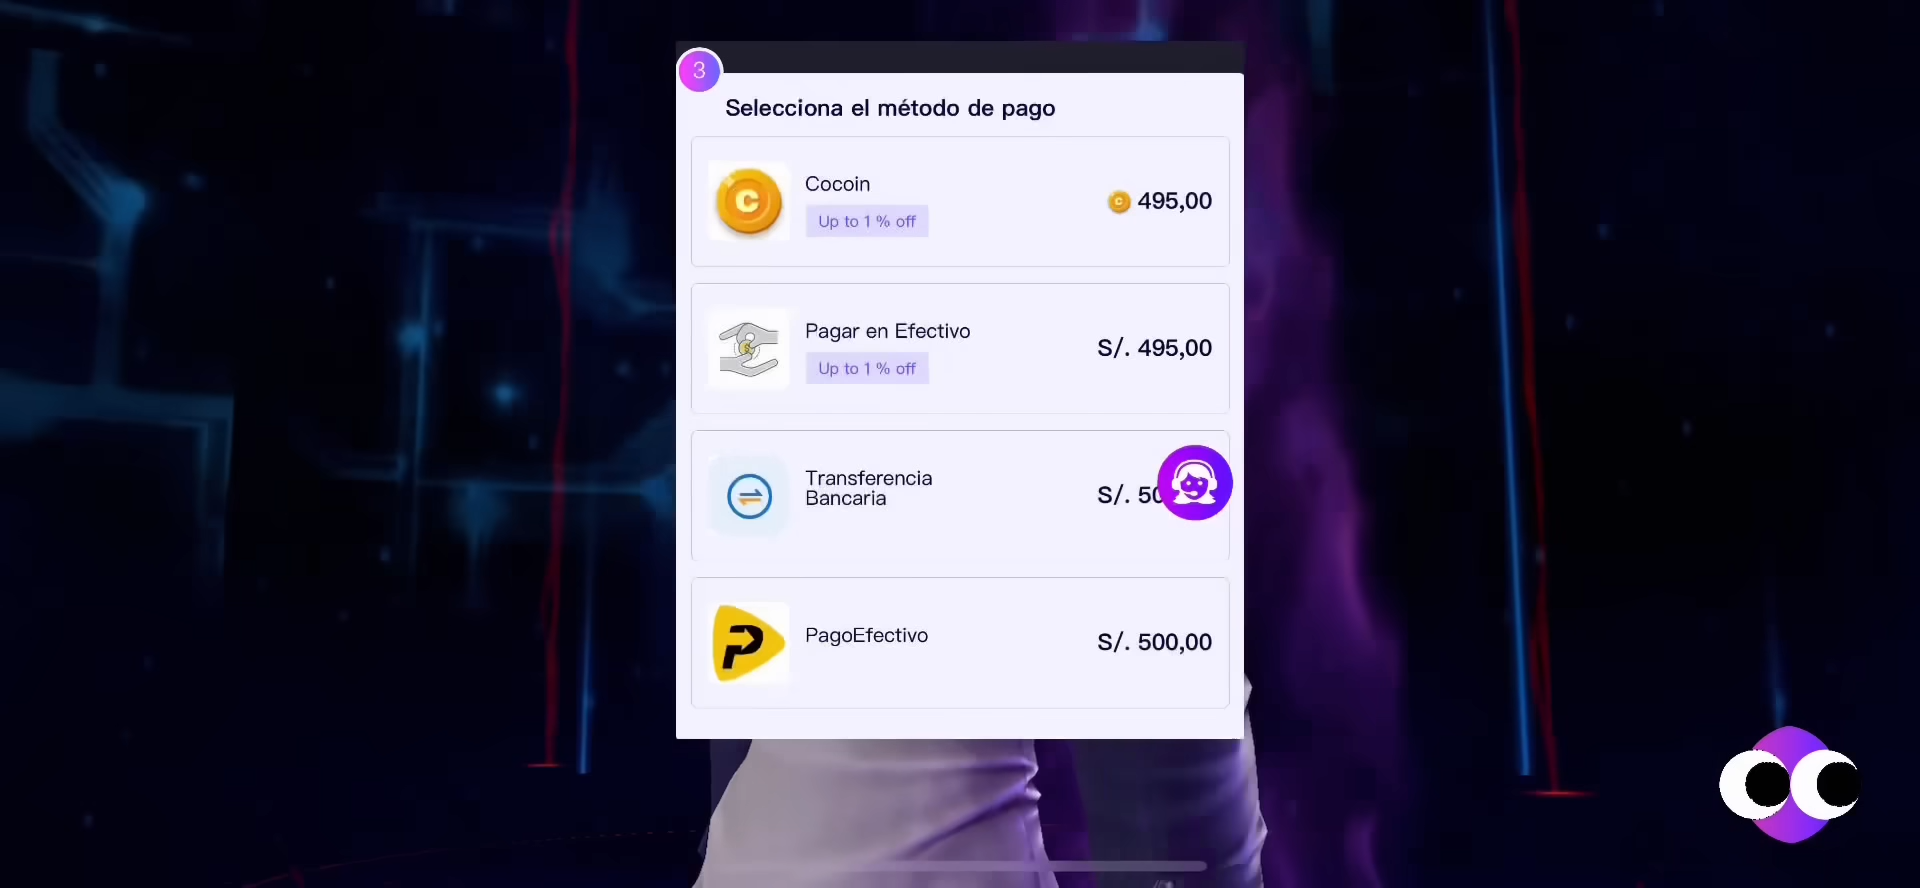 3
Selecciona el método de pago
Cocoin
Up to 1 % off
495,00
Pagar en Efectivo
Up to 1 % off
S/. 495,00
Transferencia
Bancaria
S/. 50
PagoEfectivo
S/. 500,00